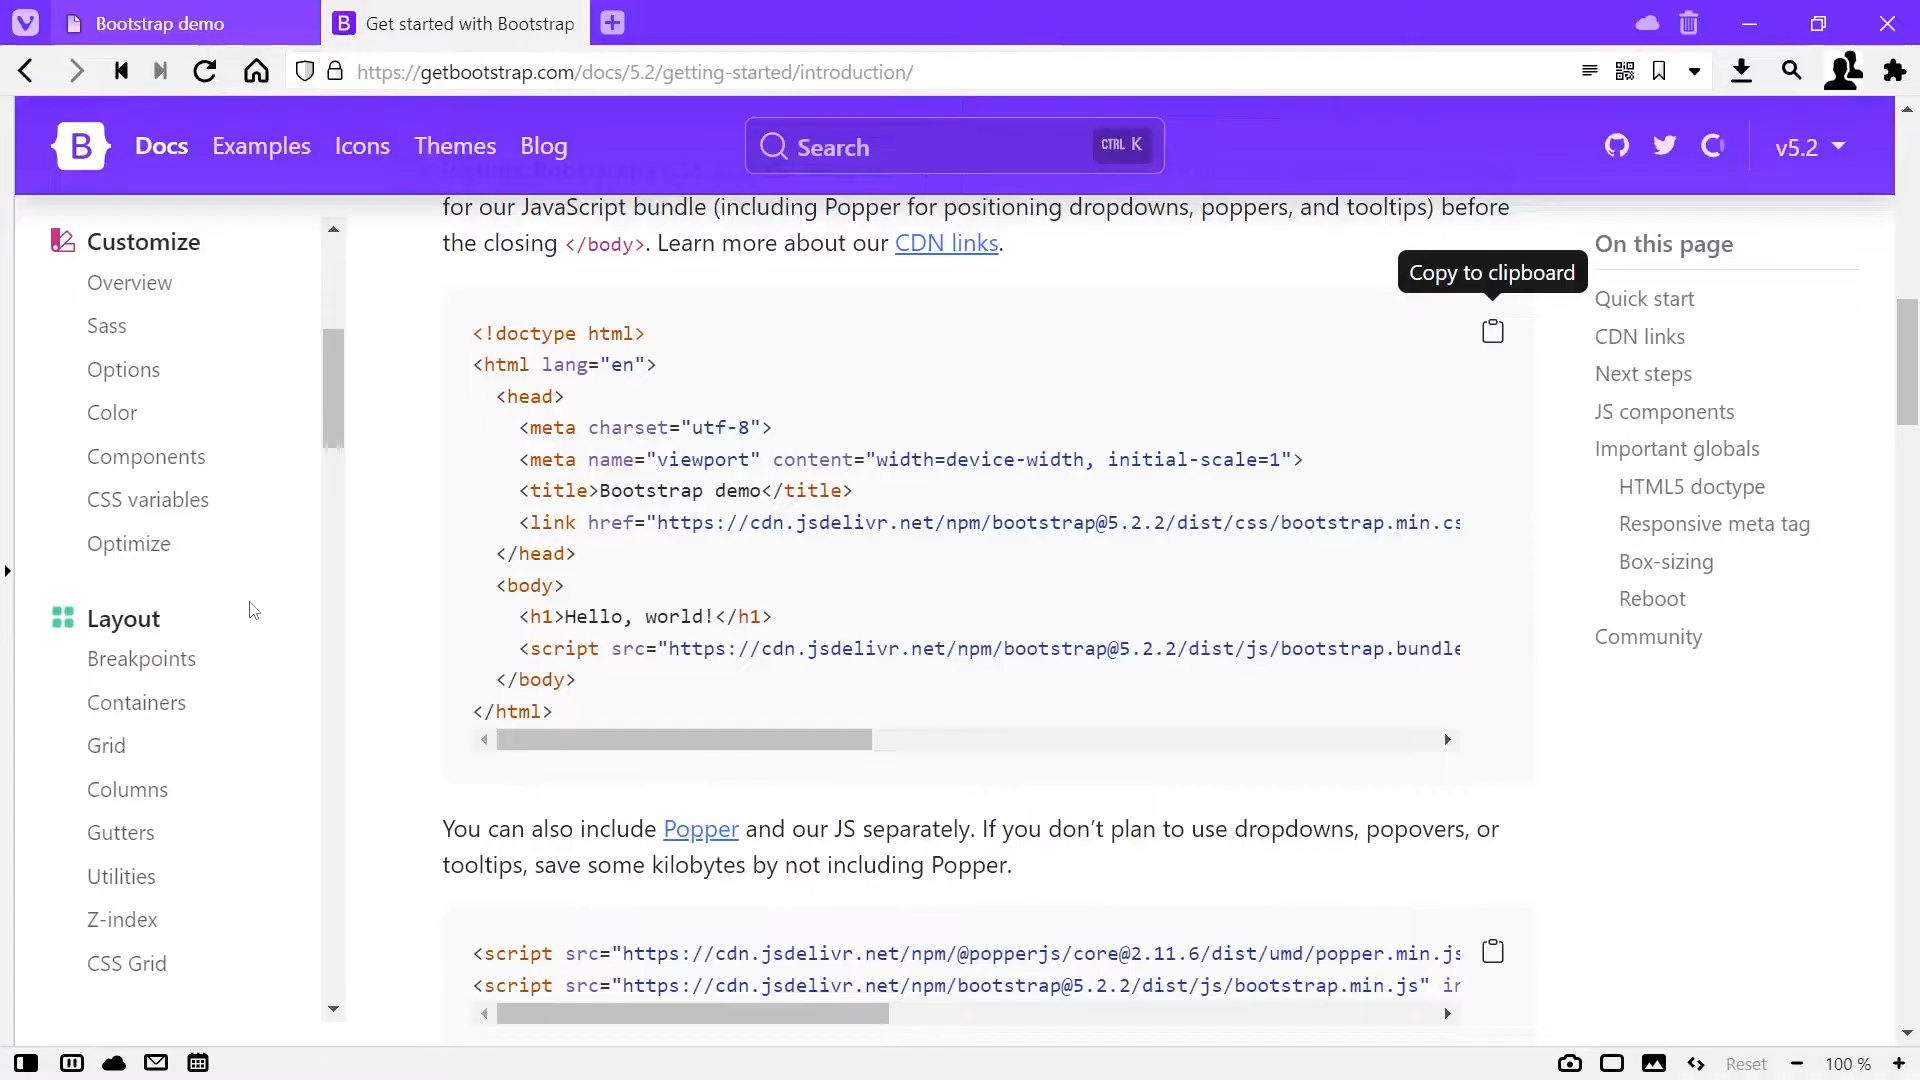 Bootstrap demo
Get started with Bootstrap
https://getbootstrap.com/docs/5.2/getting-started/introduction/
B
Docs
Examples
Icons
Themes
Blog
Search
CTRL K
v5.2
Customize
Overview
Sass
Options
Color
Components
CSS variables
Optimize
Layout
Breakpoints
Containers
Grid
Columns
Gutters
Utilities
Z-index
CSS Grid
for our JavaScript bundle (including Popper for positioning dropdowns, poppers, and tooltips) before
the closing </body>. Learn more about our CDN links.
Copy to clipboard
<!doctype html>
<html lang="en">
<head>
<meta charset="utf-8">
<meta name="viewport" content="width=device-width, initial-scale=1">
<title>Bootstrap demo</title>
<link href="https://cdn.jsdelivr.net/npm/bootstrap@5.2.2/dist/css/bootstrap.min.cs
</head>
<body>
<h1>Hello, world!</h1>
<script src="https://cdn.jsdelivr.net/npm/bootstrap@5.2.2/dist/js/bootstrap.bundle
</body>
</html>
You can also include Popper and our JS separately. If you don’t plan to use dropdowns, popovers, or
tooltips, save some kilobytes by not including Popper.
<script src="https://cdn.jsdelivr.net/npm/@popperjs/core@2.11.6/dist/umd/popper.min.js
<script src="https://cdn.jsdelivr.net/npm/bootstrap@5.2.2/dist/js/bootstrap.min.js" ir
On this page
Quick start
CDN links
Next steps
JS components
Important globals
HTML5 doctype
Responsive meta tag
Box-sizing
Reboot
Community
Reset
100 %